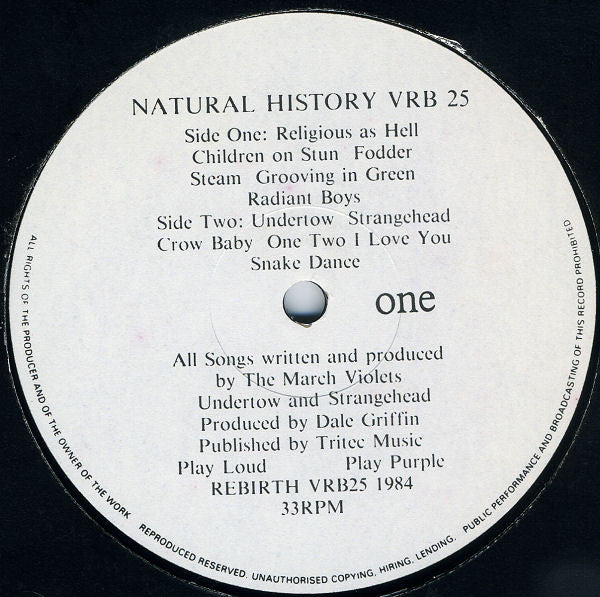 NATURAL HISTORY VRB 25
Side One: Religious as Hell
Children on Stun Fodder
Steam Grooving in Green
Radiant Boys
Side Two: Undertow Strangehead
Crow Baby One Two I Love You
Snake Dance
one
All Songs written and produced
by The March Violets
Undertow and Strangehead
Produced by Dale Griffin
Published by Tritec Music
Play Loud Play Purple
REBIRTH VRB25 1984
33RPM
ALL RIGHTS OF THE PRODUCER AND OF THE OWNER OF THE WORK REPRODUCED RESERVED. UNAUTHORISED COPYING. HIRING. LENDING. PUBLIC PERFORMANCE AND BROADCASTING OF THIS RECORD PROHIBITED